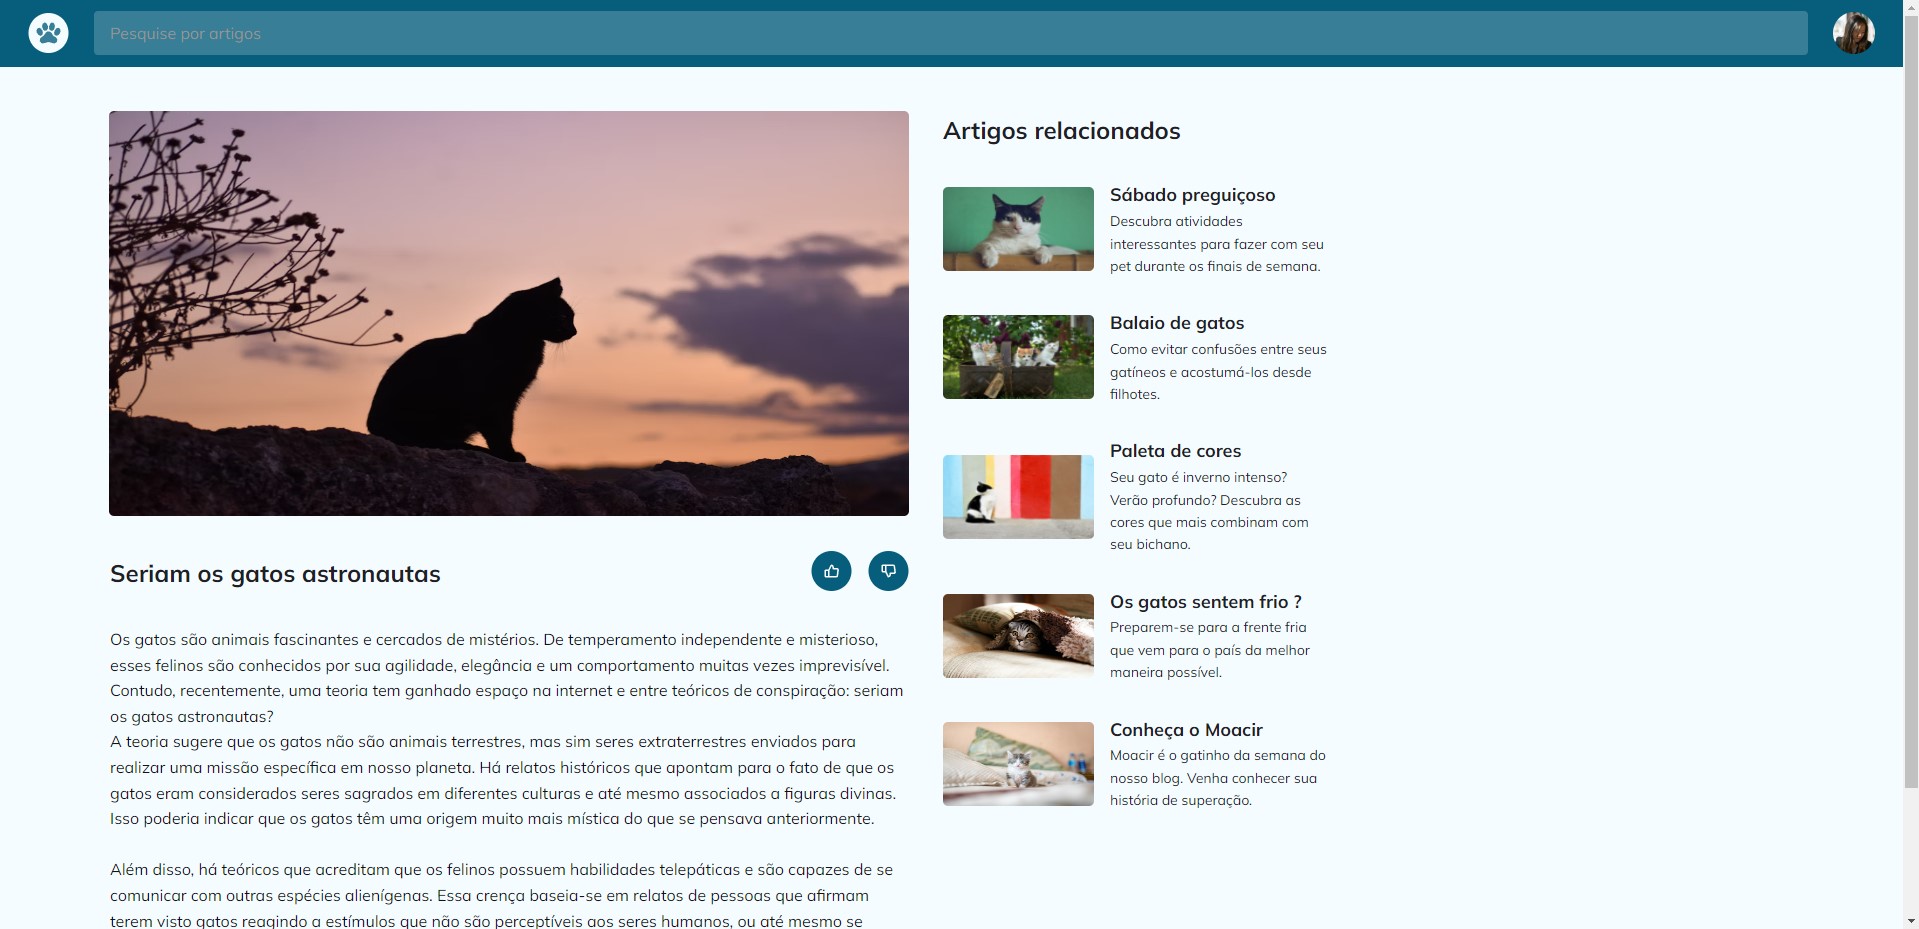 Pesquise por artigos
Seriam os gatos astronautas
Os gatos são animais fascinantes e cercados de mistérios. De temperamento independente e misterioso,
esses felinos são conhecidos por sua agilidade, elegância e um comportamento muitas vezes imprevisível.
Contudo, recentemente, uma teoria tem ganhado espaço na internet e entre teóricos de conspiração: seriam
os gatos astronautas?
A teoria sugere que os gatos não são animais terrestres, mas sim seres extraterrestres enviados para
realizar uma missão específica em nosso planeta. Há relatos históricos que apontam para o fato de que os
gatos eram considerados seres sagrados em diferentes culturas e até mesmo associados a figuras divinas.
Isso poderia indicar que os gatos têm uma origem muito mais mística do que se pensava anteriormente.
Além disso, há teóricos que acreditam que os felinos possuem habilidades telepáticas e são capazes de se
comunicar com outras espécies alienígenas. Essa crença baseia-se em relatos de pessoas que afirmam
terem visto gatos reagindo a estímulos que não são perceptíveis aos seres humanos, ou até mesmo se
Artigos relacionados
Sábado preguiçoso
Descubra atividades
interessantes para fazer com seu
pet durante os finais de semana.
Balaio de gatos
Como evitar confusões entre seus
gatíneos e acostumá-los desde
filhotes.
Paleta de cores
Seu gato é inverno intenso?
Verão profundo? Descubra as
cores que mais combinam com
seu bichano.
Os gatos sentem frio ?
Preparem-se para a frente fria
que vem para o país da melhor
maneira possível.
Conheça o Moacir
Moacir é o gatinho da semana do
nosso blog. Venha conhecer sua
história de superação.